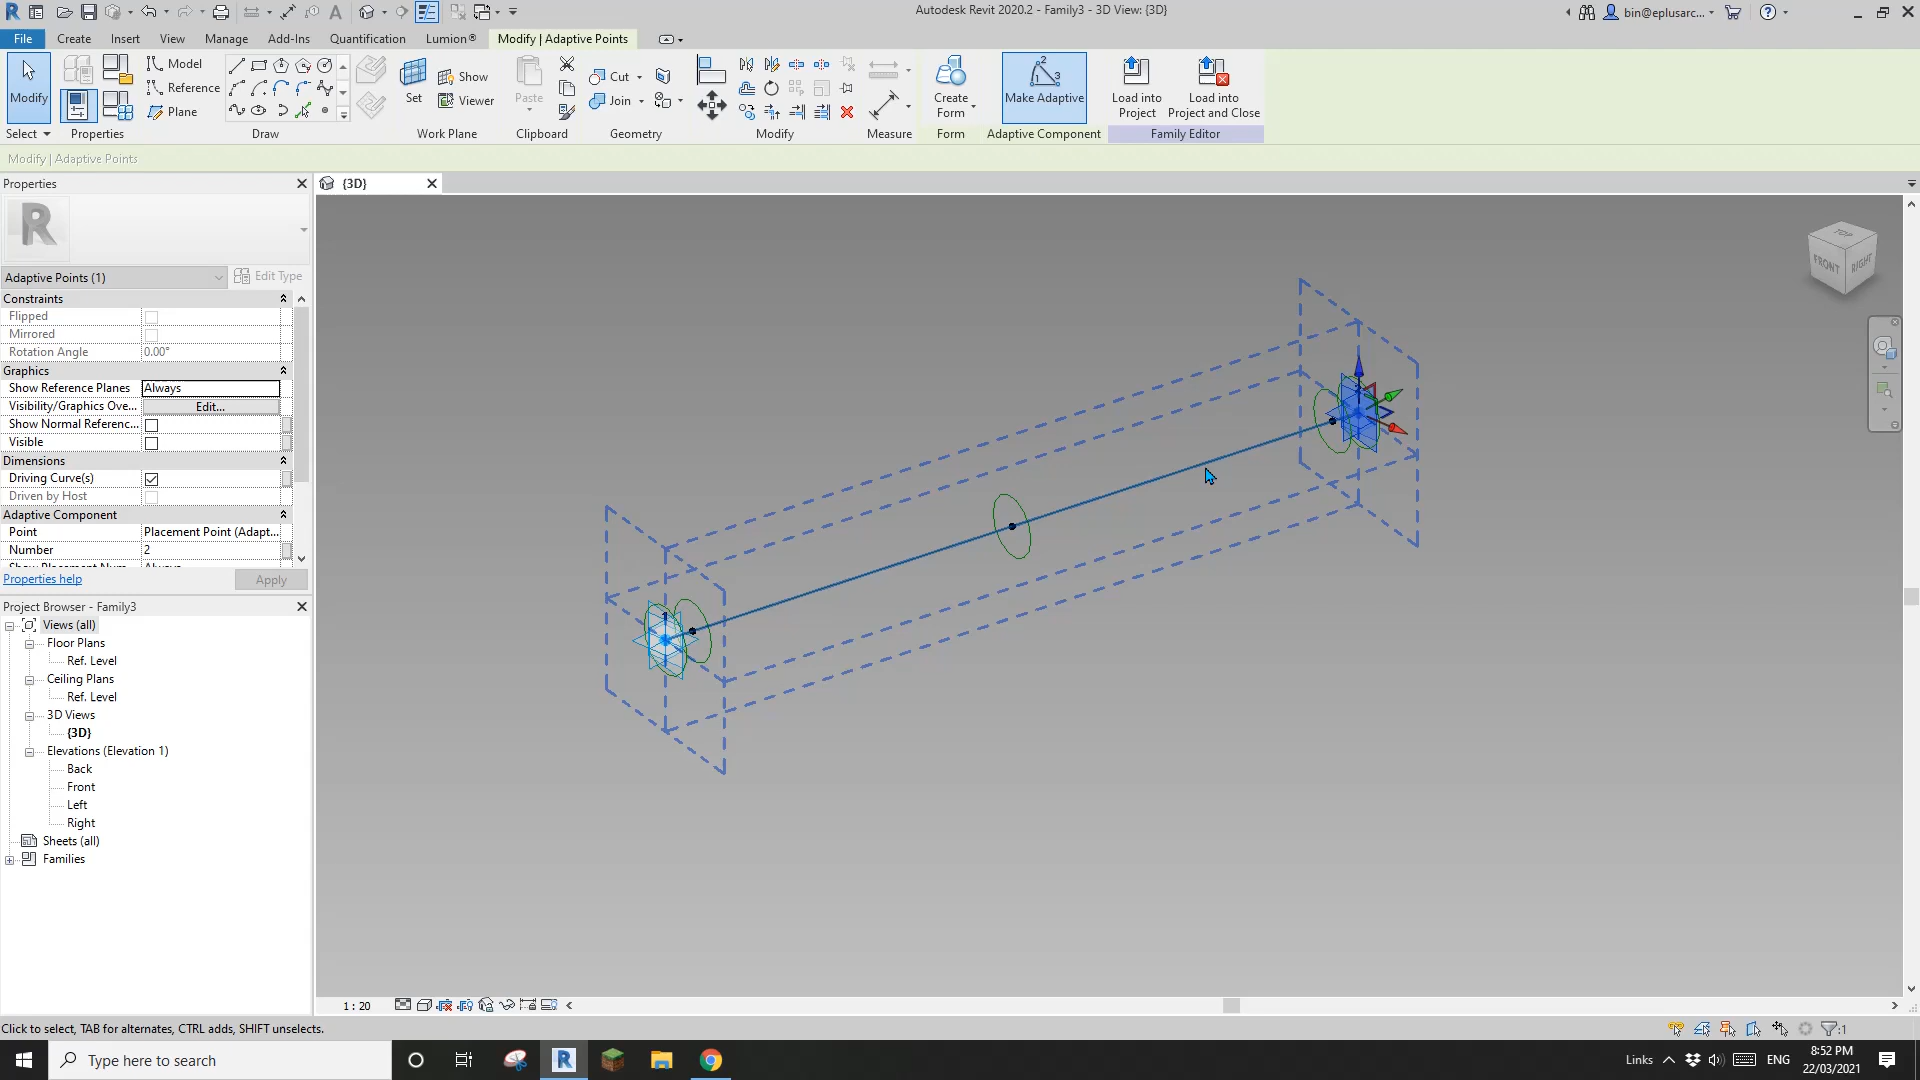 Autodesk Revit 2020.2 - Family3 - 3D View: {3D}
bin@eplusarc...
File
Create
Insert
View
Manage
Add-Ins
Quantification
Lumion®
Modify | Adaptive Points
Modify
Select
Properties
Model
Reference
Plane
Draw
Set
Show
Viewer
Work Plane
Paste
Clipboard
Cut
Join
Geometry
Modify
Measure
Create Form
Form
Make Adaptive
Adaptive Component
Load into Project
Load into Project and Close
Family Editor
Modify | Adaptive Points
Properties
{3D}
Adaptive Points (1)
Edit Type
Constraints
Flipped
Mirrored
Rotation Angle 0.00°
Graphics
Show Reference Planes Always
Visibility/Graphics Ove... Edit...
Show Normal Referenc...
Visible
Dimensions
Driving Curve(s)
Driven by Host
Adaptive Component
Point Placement Point (Adapt...
Number 2
Properties help
Apply
Project Browser - Family3
Views (all)
Floor Plans
Ref. Level
Ceiling Plans
Ref. Level
3D Views
{3D}
Elevations (Elevation 1)
Back
Front
Left
Right
Sheets (all)
Families
TOP
FRONT
RIGHT
1
1 : 20
Click to select, TAB for alternates, CTRL adds, SHIFT unselects.
:1
Type here to search
Links
ENG
8:52 PM
22/03/2021